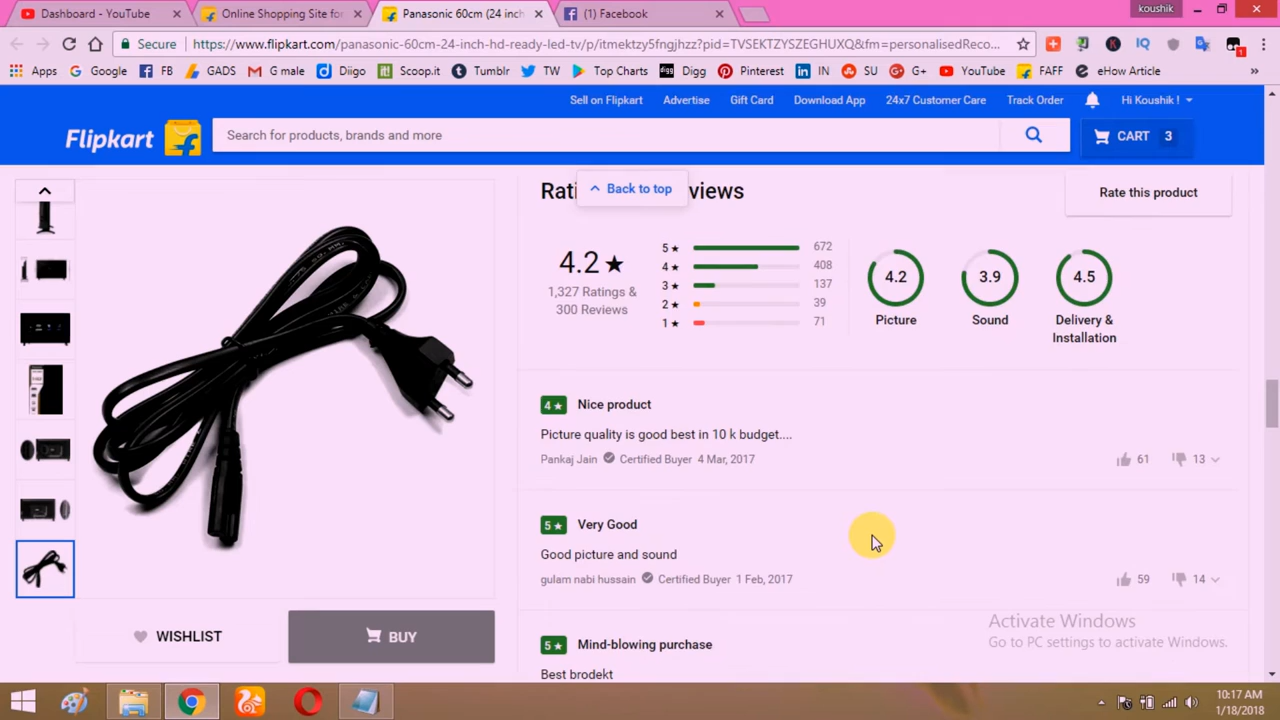 koushik
Dashboard - YouTube
Online Shopping Site for
Panasonic 60cm (24 inch
(1) Facebook
Secure
https://www.flipkart.com/panasonic-60cm-24-inch-hd-ready-led-tv/p/itmektzy5fngjhzz?pid=TVSEKTZYSZEGHUXQ&fm=personalisedReco...
Apps Google FB GADS G male Diigo Scoop.it Tumblr TW Top Charts Digg Pinterest IN SU G+ YouTube FAFF eHow Article
Sell on Flipkart Advertise Gift Card Download App 24x7 Customer Care Track Order Hi Koushik !
Flipkart
Search for products, brands and more
CART 3
Back to top
Rati views
Rate this product
4.2 ★
1,327 Ratings &
300 Reviews
5 ★ 672
4 ★ 408
3 ★ 137
2 ★ 39
1 ★ 71
4.2
Picture
3.9
Sound
4.5
Delivery &
Installation
4 ★ Nice product
Picture quality is good best in 10 k budget....
Pankaj Jain Certified Buyer 4 Mar, 2017
61 13
5 ★ Very Good
Good picture and sound
gulam nabi hussain Certified Buyer 1 Feb, 2017
59 14
5 ★ Mind-blowing purchase
Best brodekt
WISHLIST
BUY
Activate Windows
Go to PC settings to activate Windows.
10:17 AM
1/18/2018